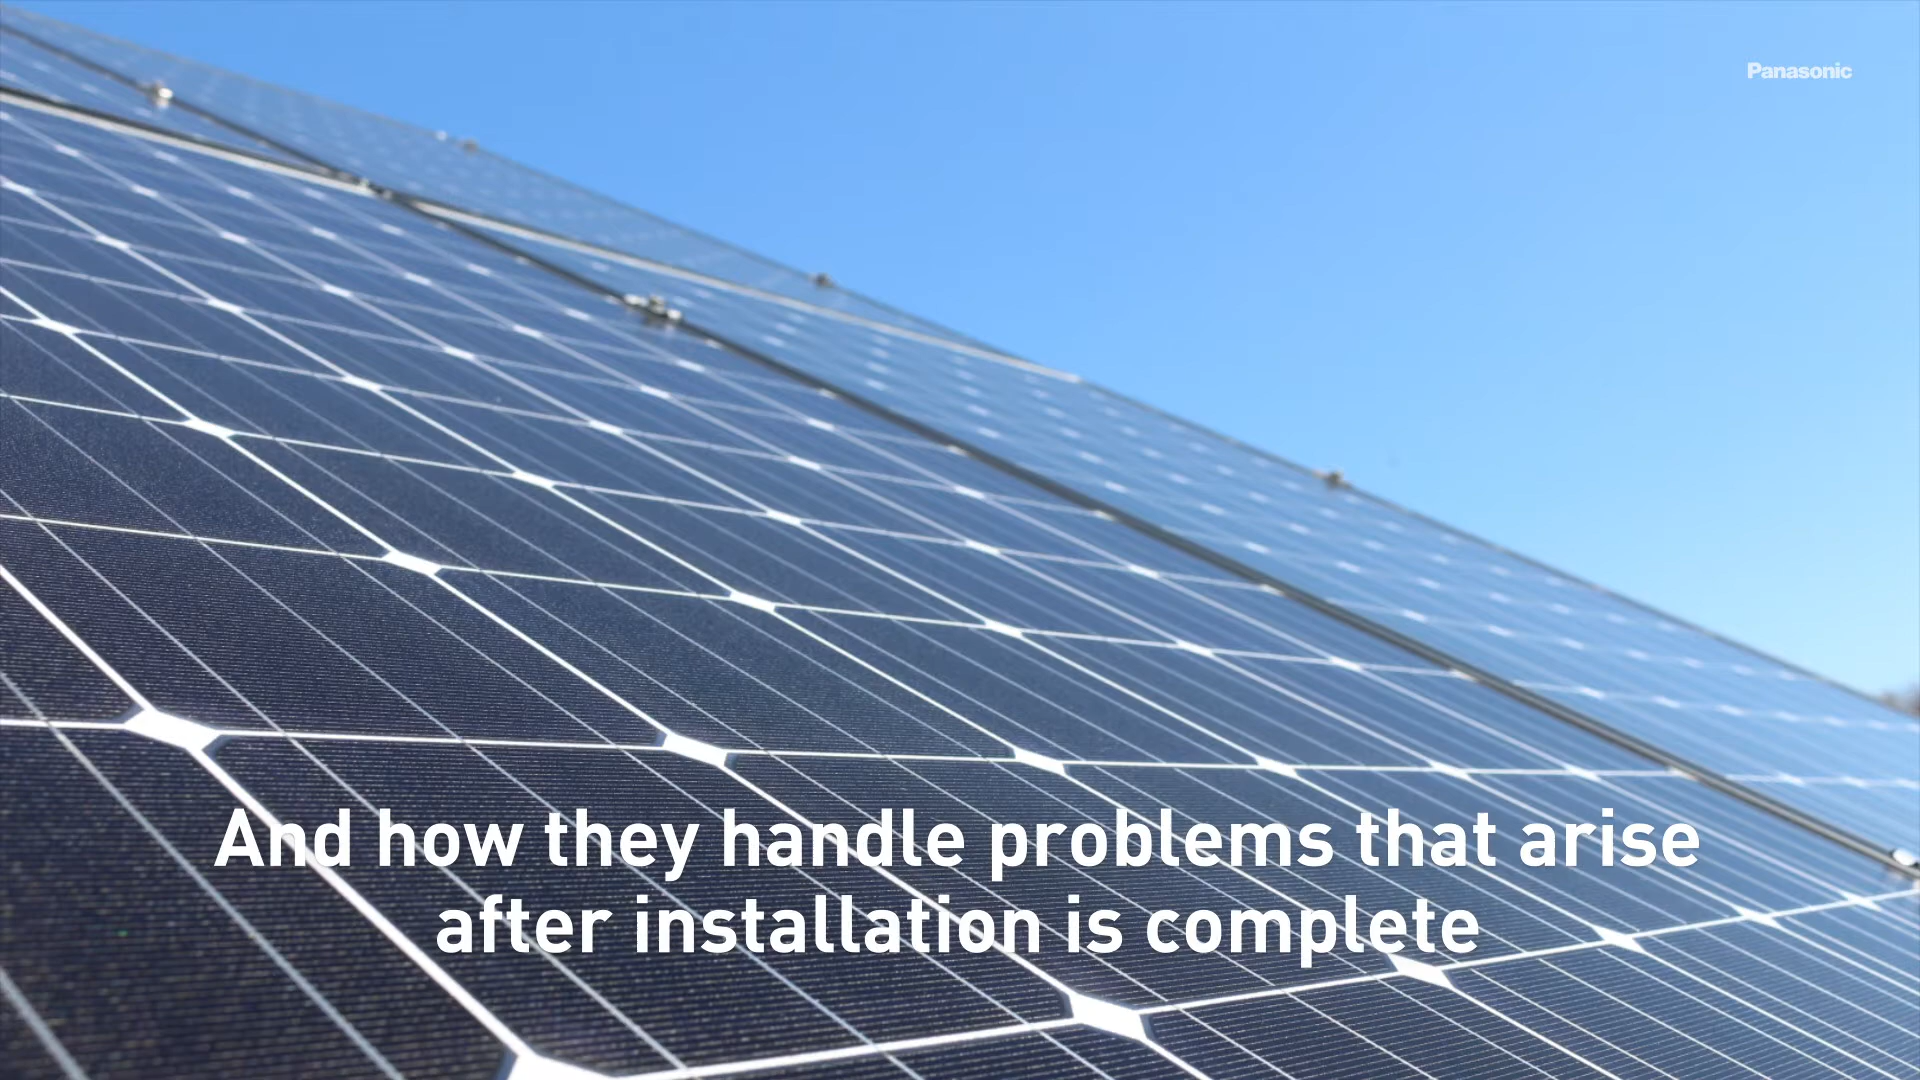 Panasonic
And how they handle problems that arise
after installation is complete